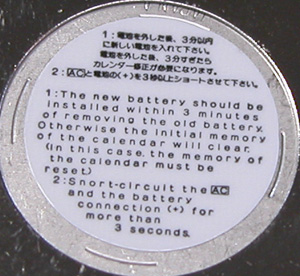 1:電池を外した後、3分以内
に新しい電池を入れて下さい。
電池を外した後、3分すぎたら
カレンダー修正が必要になります。
2:ACと電池の(+)を3秒以上ショートさせて下さい。
1:The new battery should be
installed within 3 minutes
of removing the old battery.
Otherwise the initial memory
of the calendar will clear.
(in this case, the memory of
the calendar must be
reset)
2:Snort-circuit the AC
and the battery
connection (+) for
more than
3 seconds.